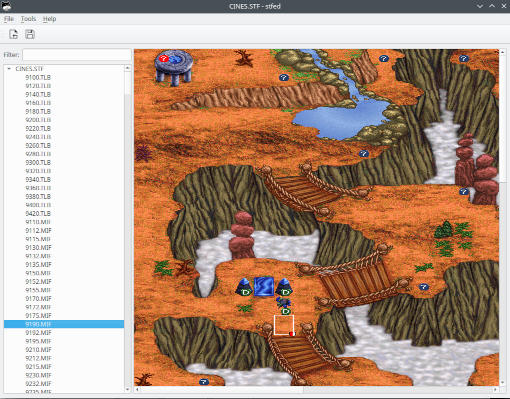 CINES.STF - stfed
File Tools Help
Filter:
CINES.STF
9100.TLB
9120.TLB
9140.TLB
9160.TLB
9180.TLB
9200.TLB
9220.TLB
9240.TLB
9260.TLB
9280.TLB
9300.TLB
9320.TLB
9340.TLB
9360.TLB
9380.TLB
9400.TLB
9420.TLB
9110.MIF
9112.MIF
9115.MIF
9130.MIF
9132.MIF
9135.MIF
9150.MIF
9152.MIF
9155.MIF
9170.MIF
9172.MIF
9175.MIF
9190.MIF
9192.MIF
9195.MIF
9210.MIF
9212.MIF
9215.MIF
9230.MIF
9232.MIF
9235.MIF
?
?
?
?
?
?
?
D
D
D
?